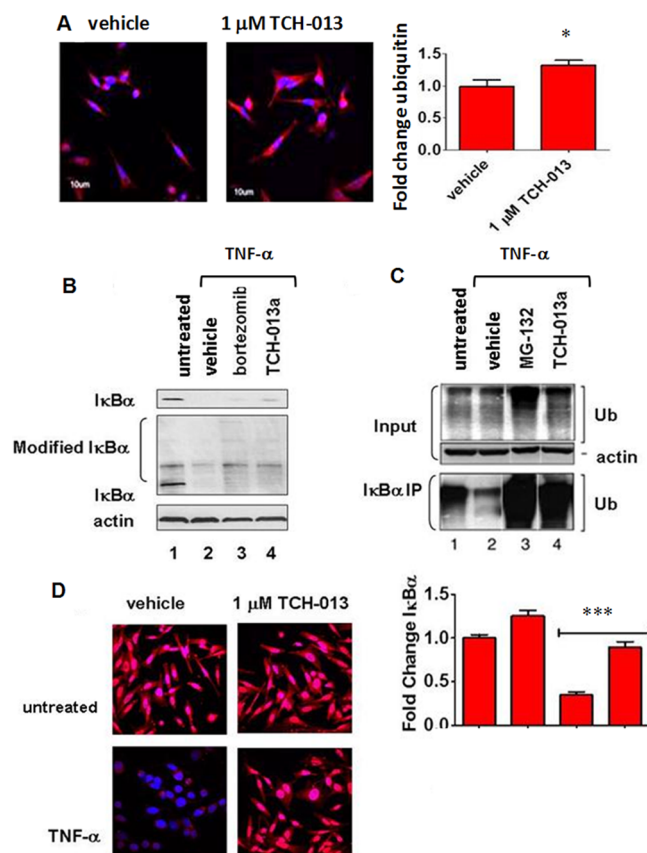 A vehicle 1 µM TCH-013
10um
10um
Fold change ubiquitin
1.5
1.0
0.5
0.0
*
vehicle
1 µM TCH-013
B
TNF-α
untreated
vehicle
bortezomib
TCH-013a
IκBα
Modified IκBα
IκBα
actin
1 2 3 4
C
TNF-α
untreated
vehicle
MG-132
TCH-013a
Input
Ub
actin
IκBα IP
Ub
1 2 3 4
D
vehicle 1 µM TCH-013
untreated
TNF-α
Fold Change IκBα
1.5
1.0
0.5
0.0
***